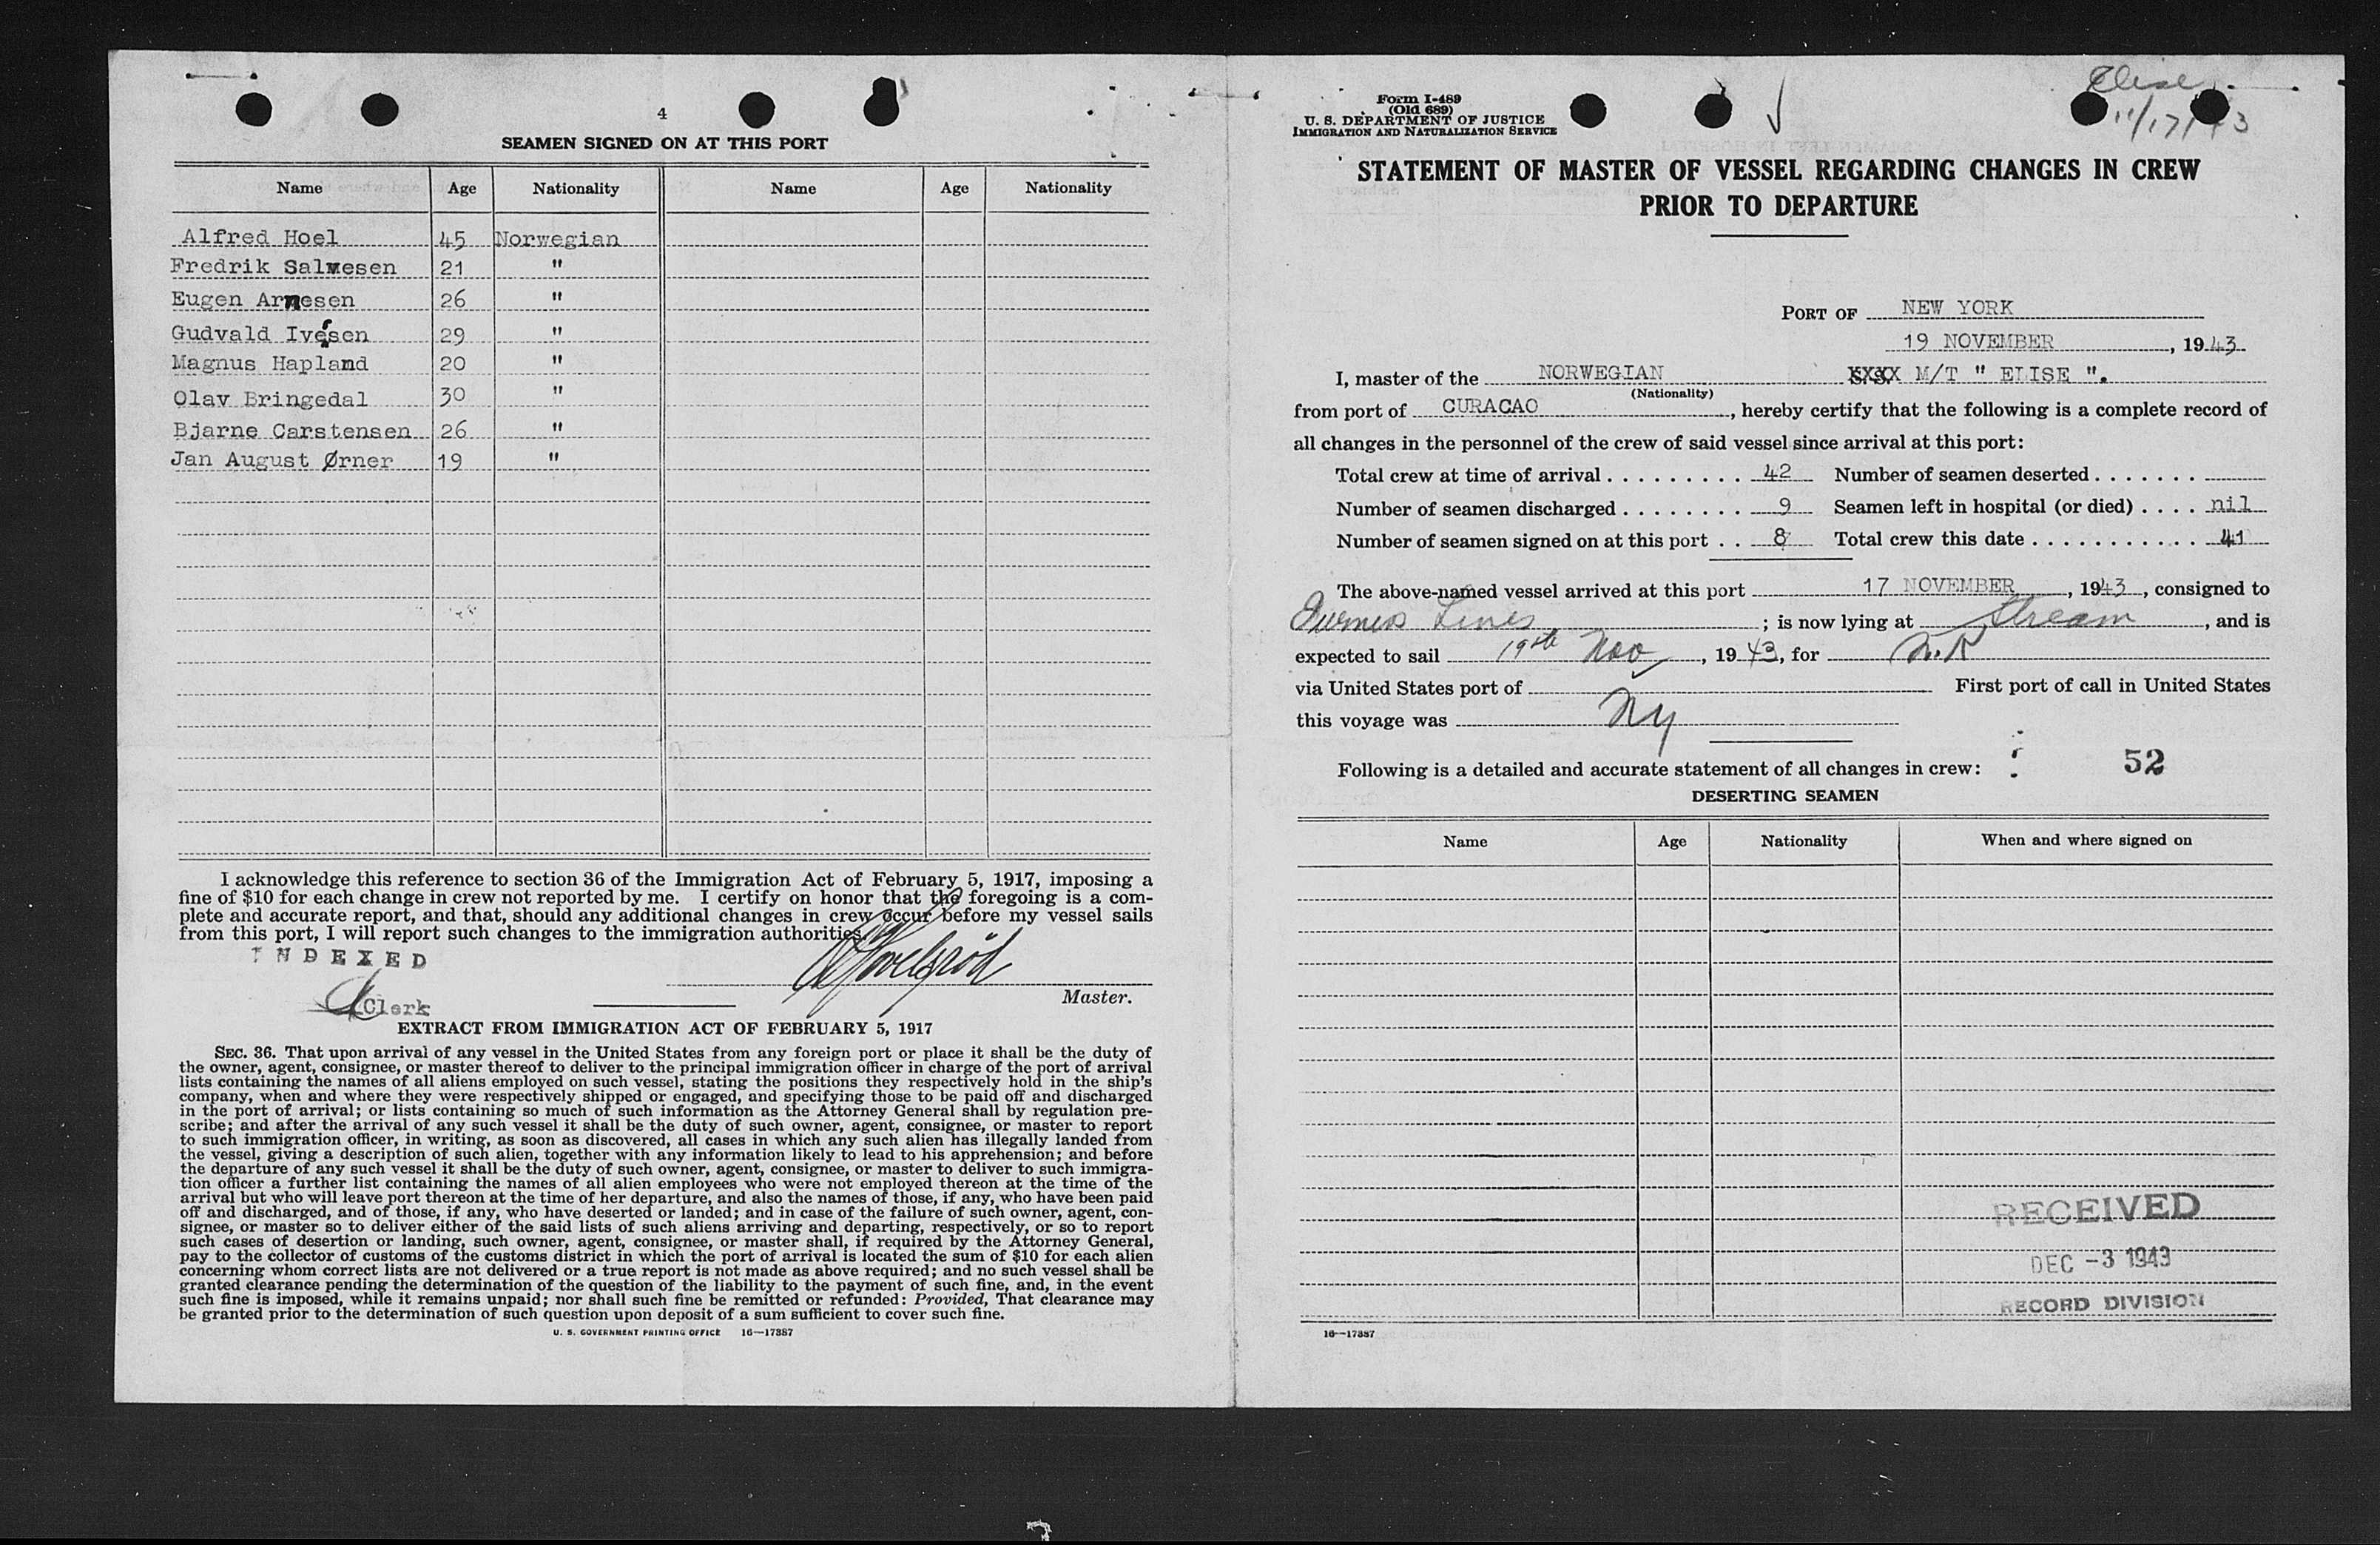 4
SEAMEN SIGNED ON AT THIS PORT
Name Age Nationality Name Age Nationality
Alfred Hoel 45 Norwegian
Fredrik Salvesen 21 "
Eugen Arnesen 26 "
Gudvald Iversen 29 "
Magnus Hapland 20 "
Olav Bringedal 30 "
Bjarne Carstensen 26 "
Jan August Ørner 19 "
I acknowledge this reference to section 36 of the Immigration Act of February 5, 1917, imposing a
fine of $10 for each change in crew not reported by me. I certify on honor that the foregoing is a com-
plete and accurate report, and that, should any additional changes in crew occur before my vessel sails
from this port, I will report such changes to the immigration authorities.
INDEXED
Clerk
Master.
EXTRACT FROM IMMIGRATION ACT OF FEBRUARY 5, 1917
SEC. 36. That upon arrival of any vessel in the United States from any foreign port or place it shall be the duty of
the owner, agent, consignee, or master thereof to deliver to the principal immigration officer in charge of the port of arrival
lists containing the names of all aliens employed on such vessel, stating the positions they respectively hold in the ship's
company, when and where they were respectively shipped or engaged, and specifying those to be paid off and discharged
in the port of arrival; or lists containing so much of such information as the Attorney General shall by regulation pre-
scribe; and after the arrival of any such vessel it shall be the duty of such owner, agent, consignee, or master to report
to such immigration officer, in writing, as soon as discovered, all cases in which any such alien has illegally landed from
the vessel, giving a description of such alien, together with any information likely to lead to his apprehension; and before
the departure of any such vessel it shall be the duty of such owner, agent, consignee, or master to deliver to such immigra-
tion officer a further list containing the names of all alien employees who were not employed thereon at the time of the
arrival but who will leave port thereon at the time of her departure, and also the names of those, if any, who have been paid
off and discharged, and of those, if any, who have deserted or landed; and in case of the failure of such owner, agent, con-
signee, or master so to deliver either of the said lists of such aliens arriving and departing, respectively, or so to report
such cases of desertion or landing, such owner, agent, consignee, or master shall, if required by the Attorney General,
pay to the collector of customs of the customs district in which the port of arrival is located the sum of $10 for each alien
concerning whom correct lists are not delivered or a true report is not made as above required; and no such vessel shall be
granted clearance pending the determination of the question of the liability to the payment of such fine, and, in the event
such fine is imposed, while it remains unpaid; nor shall such fine be remitted or refunded: Provided, That clearance may
be granted prior to the determination of such question upon deposit of a sum sufficient to cover such fine.
U. S. GOVERNMENT PRINTING OFFICE 16—17387
Form I-489
(Old 689)
U. S. DEPARTMENT OF JUSTICE
IMMIGRATION AND NATURALIZATION SERVICE
Elise
11/17/43
STATEMENT OF MASTER OF VESSEL REGARDING CHANGES IN CREW
PRIOR TO DEPARTURE
PORT OF NEW YORK
19 NOVEMBER, 1943
I, master of the NORWEGIAN XXXX M/T " ELISE ".
(Nationality)
from port of CURACAO, hereby certify that the following is a complete record of
all changes in the personnel of the crew of said vessel since arrival at this port:
Total crew at time of arrival . . . . . . . . . 42 Number of seamen deserted . . . . . . .
Number of seamen discharged . . . . . . . . 9 Seamen left in hospital (or died) . . . . nil
Number of seamen signed on at this port . . 8 Total crew this date . . . . . . . . . . . 41
The above-named vessel arrived at this port 17 NOVEMBER, 1943, consigned to
Furness Lines ; is now lying at Stream, and is
expected to sail 19th Nov, 1943, for
via United States port of First port of call in United States
this voyage was Ny
Following is a detailed and accurate statement of all changes in crew: 52
DESERTING SEAMEN
Name Age Nationality When and where signed on
RECEIVED
DEC -3 1943
RECORD DIVISION
16—17387